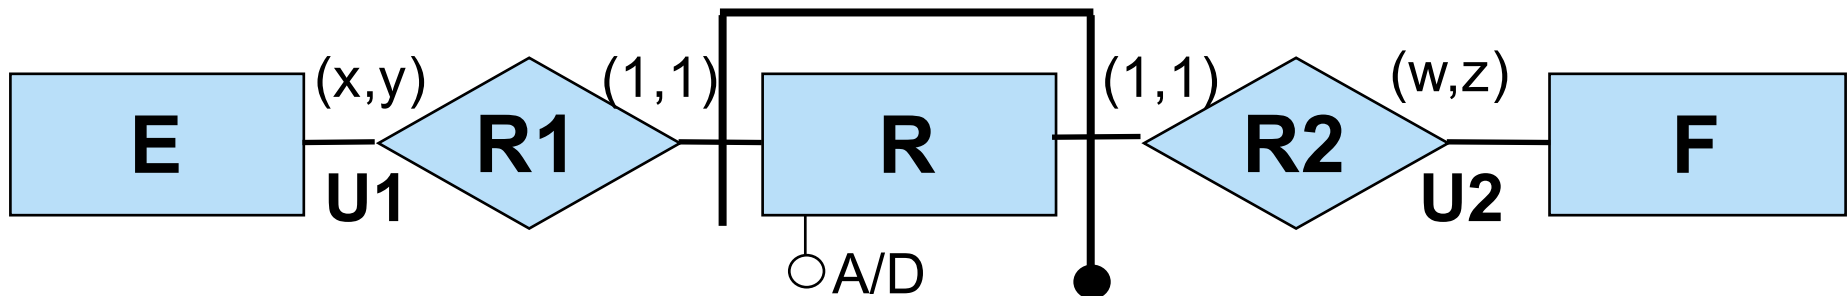 (x,y) (1,1) (1,1) (w,z)
E R1 R R2 F
U1 U2
A/D